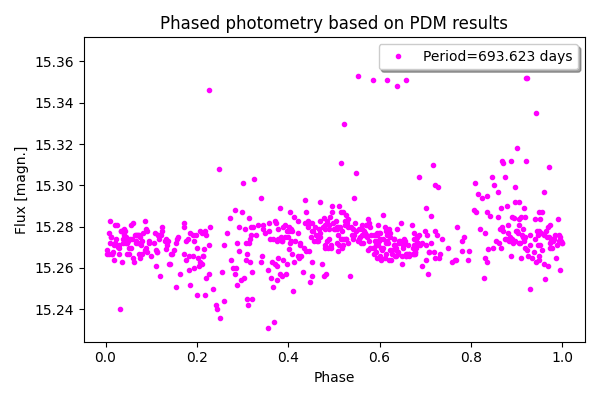 Phased photometry based on PDM results
Period=693.623 days
Flux [magn.]
15.36
15.34
15.32
15.30
15.28
15.26
15.24
0.0 0.2 0.4 0.6 0.8 1.0
Phase